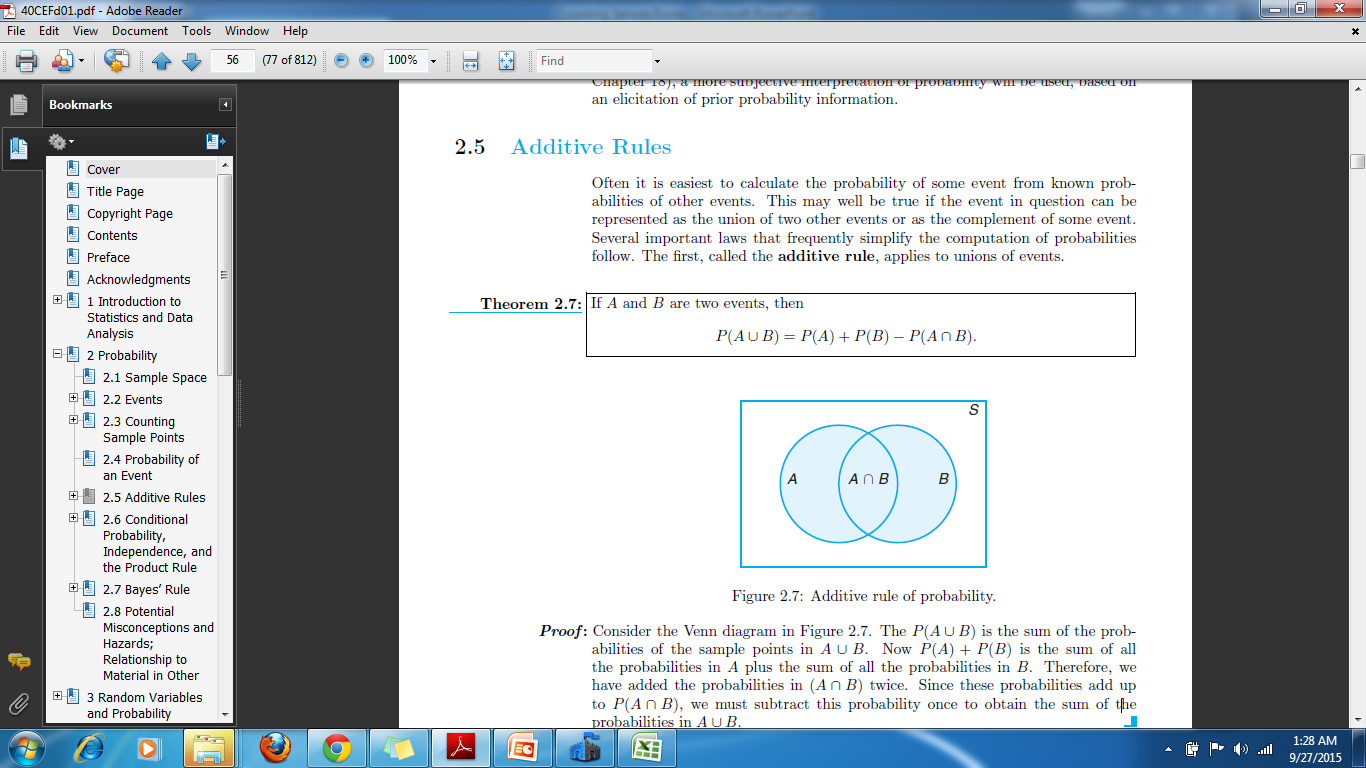 40CEFd01.pdf - Adobe Reader
File Edit View Document Tools Window Help
56 (77 of 812) 100% Find
Bookmarks
Cover
Title Page
Copyright Page
Contents
Preface
Acknowledgments
1 Introduction to
Statistics and Data
Analysis
2 Probability
2.1 Sample Space
2.2 Events
2.3 Counting
Sample Points
2.4 Probability of
an Event
2.5 Additive Rules
2.6 Conditional
Probability,
Independence, and
the Product Rule
2.7 Bayes’ Rule
2.8 Potential
Misconceptions and
Hazards;
Relationship to
Material in Other
3 Random Variables
and Probability
Chapter 18), a more subjective interpretation of probability will be used, based on
an elicitation of prior probability information.
2.5 Additive Rules
Often it is easiest to calculate the probability of some event from known prob-
abilities of other events. This may well be true if the event in question can be
represented as the union of two other events or as the complement of some event.
Several important laws that frequently simplify the computation of probabilities
follow. The first, called the additive rule, applies to unions of events.
Theorem 2.7: If A and B are two events, then
P(A ∪ B) = P(A) + P(B) − P(A ∩ B).
S
A A ∩ B B
Figure 2.7: Additive rule of probability.
Proof: Consider the Venn diagram in Figure 2.7. The P(A ∪ B) is the sum of the prob-
abilities of the sample points in A ∪ B. Now P(A) + P(B) is the sum of all
the probabilities in A plus the sum of all the probabilities in B. Therefore, we
have added the probabilities in (A ∩ B) twice. Since these probabilities add up
to P(A ∩ B), we must subtract this probability once to obtain the sum of the
probabilities in A ∪ B.
1:28 AM
9/27/2015